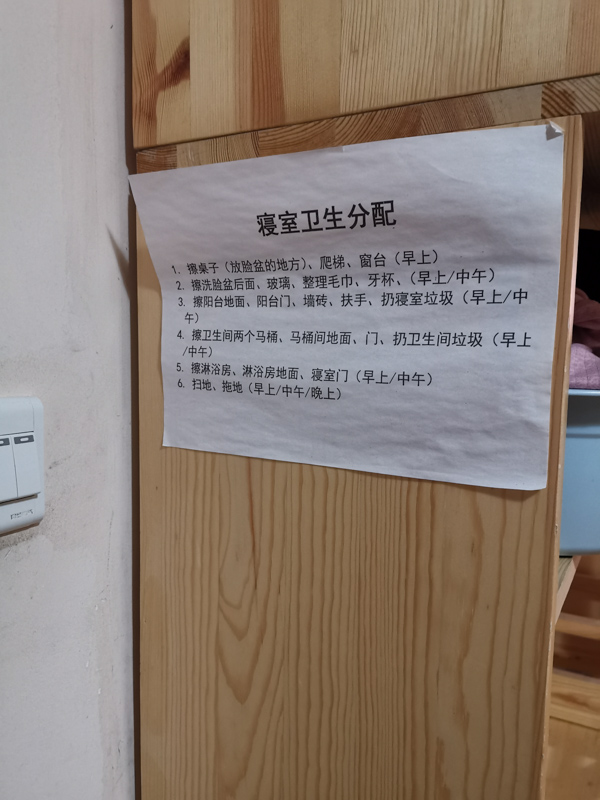 寝室卫生分配
1. 擦桌子（放脸盆的地方）、爬梯、窗台（早上）
2. 擦洗脸盆后面、玻璃、整理毛巾、牙杯、（早上/中午）
3. 擦阳台地面、阳台门、墙砖、扶手、扔寝室垃圾（早上/中
午）
4. 擦卫生间两个马桶、马桶间地面、门、扔卫生间垃圾（早上
/中午）
5. 擦淋浴房、淋浴房地面、寝室门（早上/中午）
6. 扫地、拖地（早上/中午/晚上）